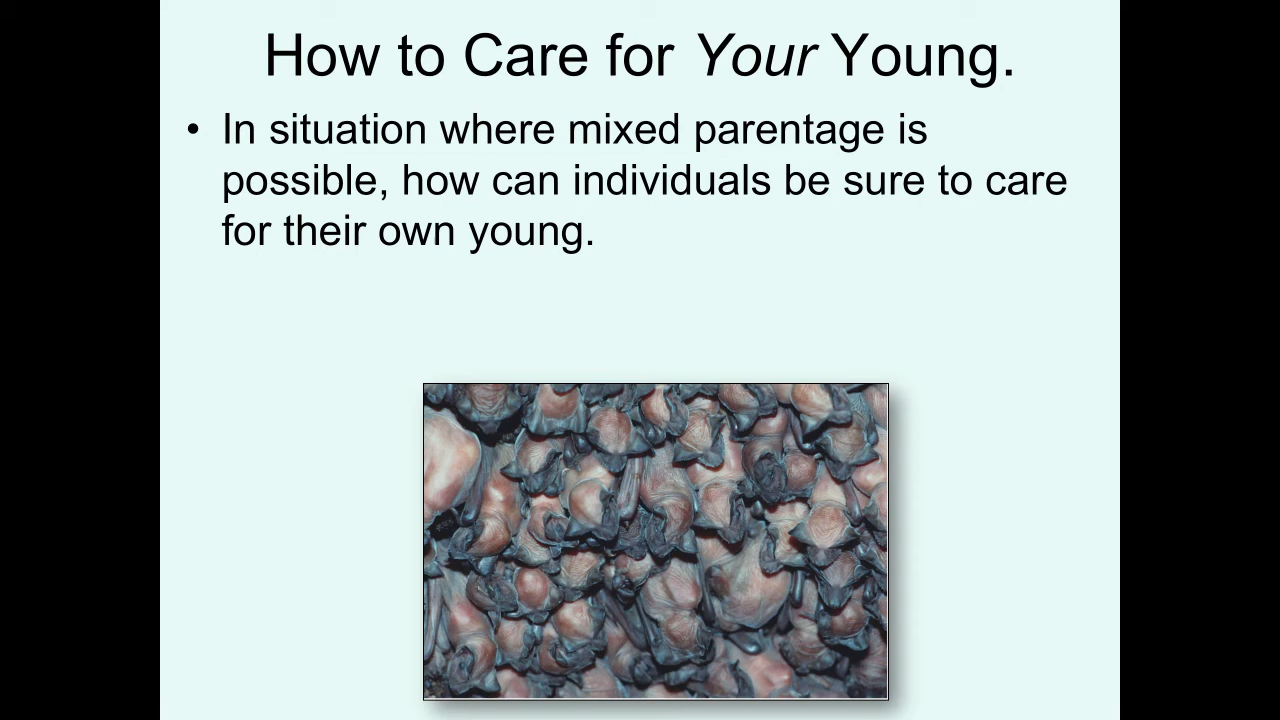 How to Care for Your Young.
• In situation where mixed parentage is
possible, how can individuals be sure to care
for their own young.